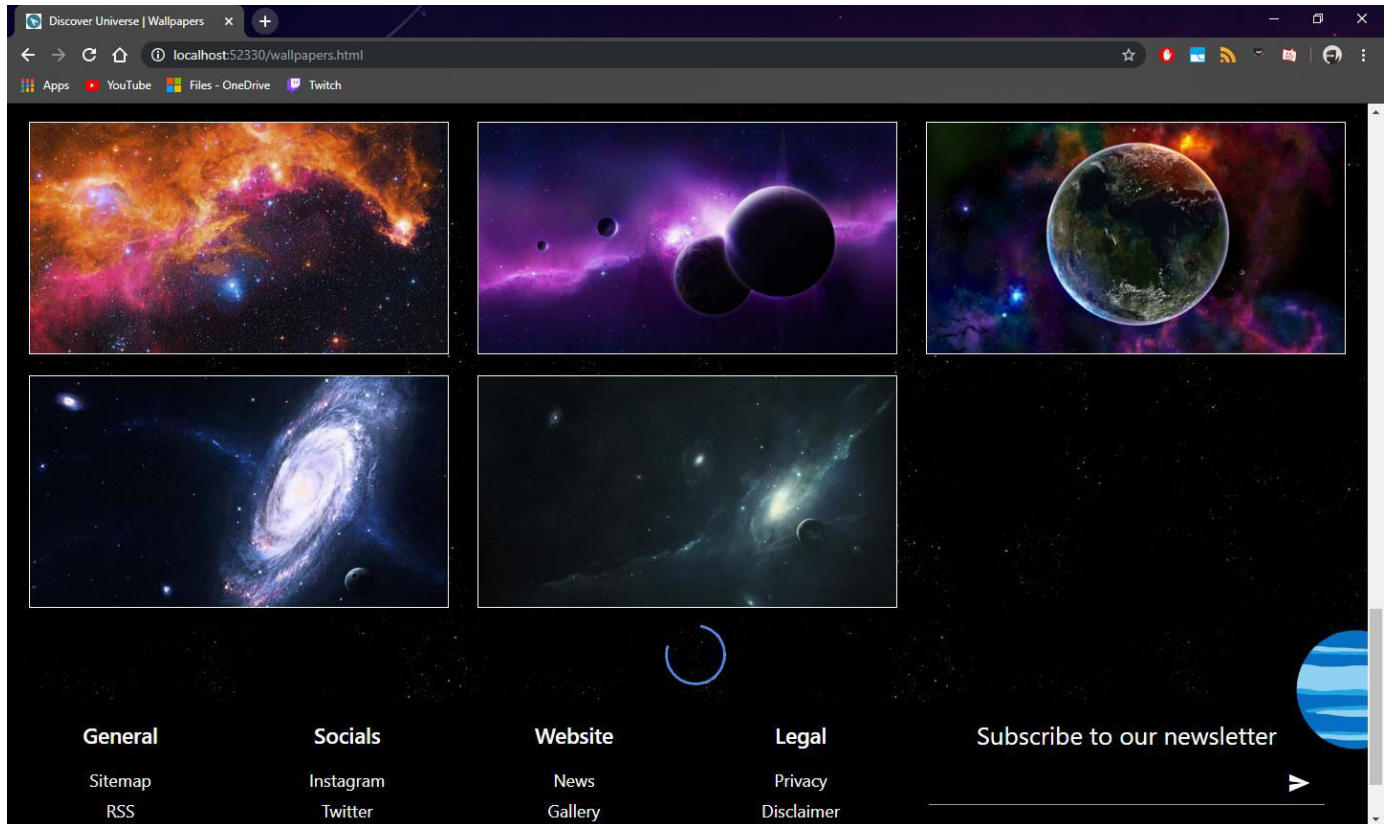 Discover Universe | Wallpapers
localhost:52330/wallpapers.html
Apps YouTube Files - OneDrive Twitch
General Socials Website Legal Subscribe to our newsletter
Sitemap Instagram News Privacy
RSS Twitter Gallery Disclaimer